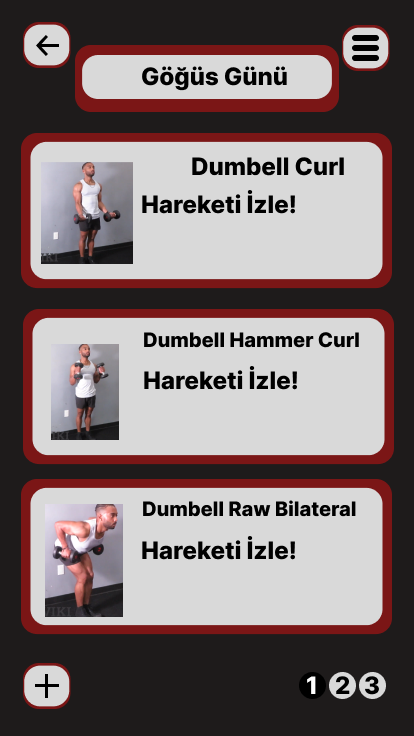 Göğüs Günü
Dumbell Curl
Hareketi İzle!
Dumbell Hammer Curl
Hareketi İzle!
Dumbell Raw Bilateral
Hareketi İzle!
1 2 3